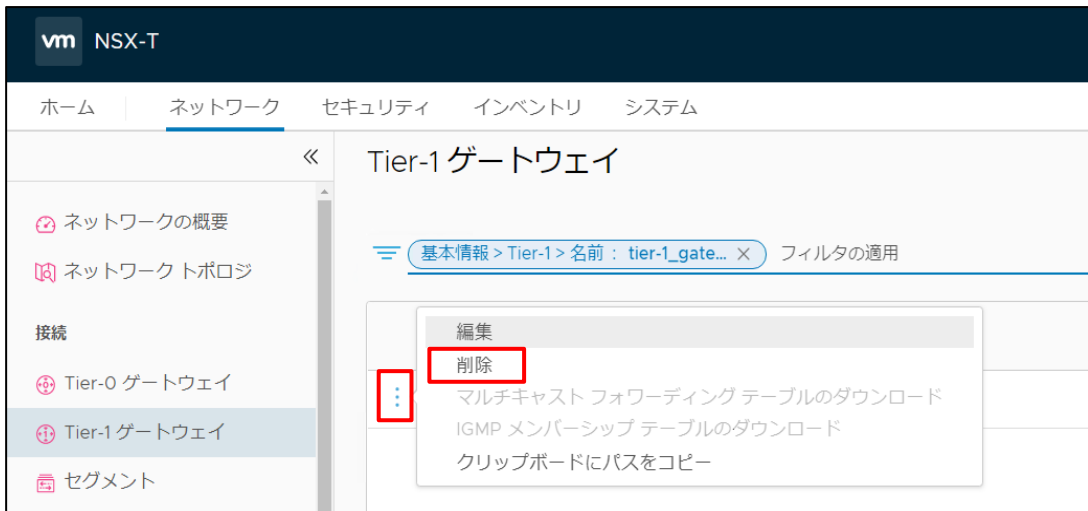 vm NSX-T
ホーム ネットワーク セキュリティ インベントリ システム
«
Tier-1 ゲートウェイ
ネットワークの概要
ネットワーク トポロジ
基本情報 > Tier-1 > 名前 : tier-1_gate... × フィルタの適用
接続
Tier-0 ゲートウェイ
Tier-1 ゲートウェイ
セグメント
編集
削除
マルチキャスト フォワーディング テーブルのダウンロード
IGMP メンバーシップ テーブルのダウンロード
クリップボードにパスをコピー